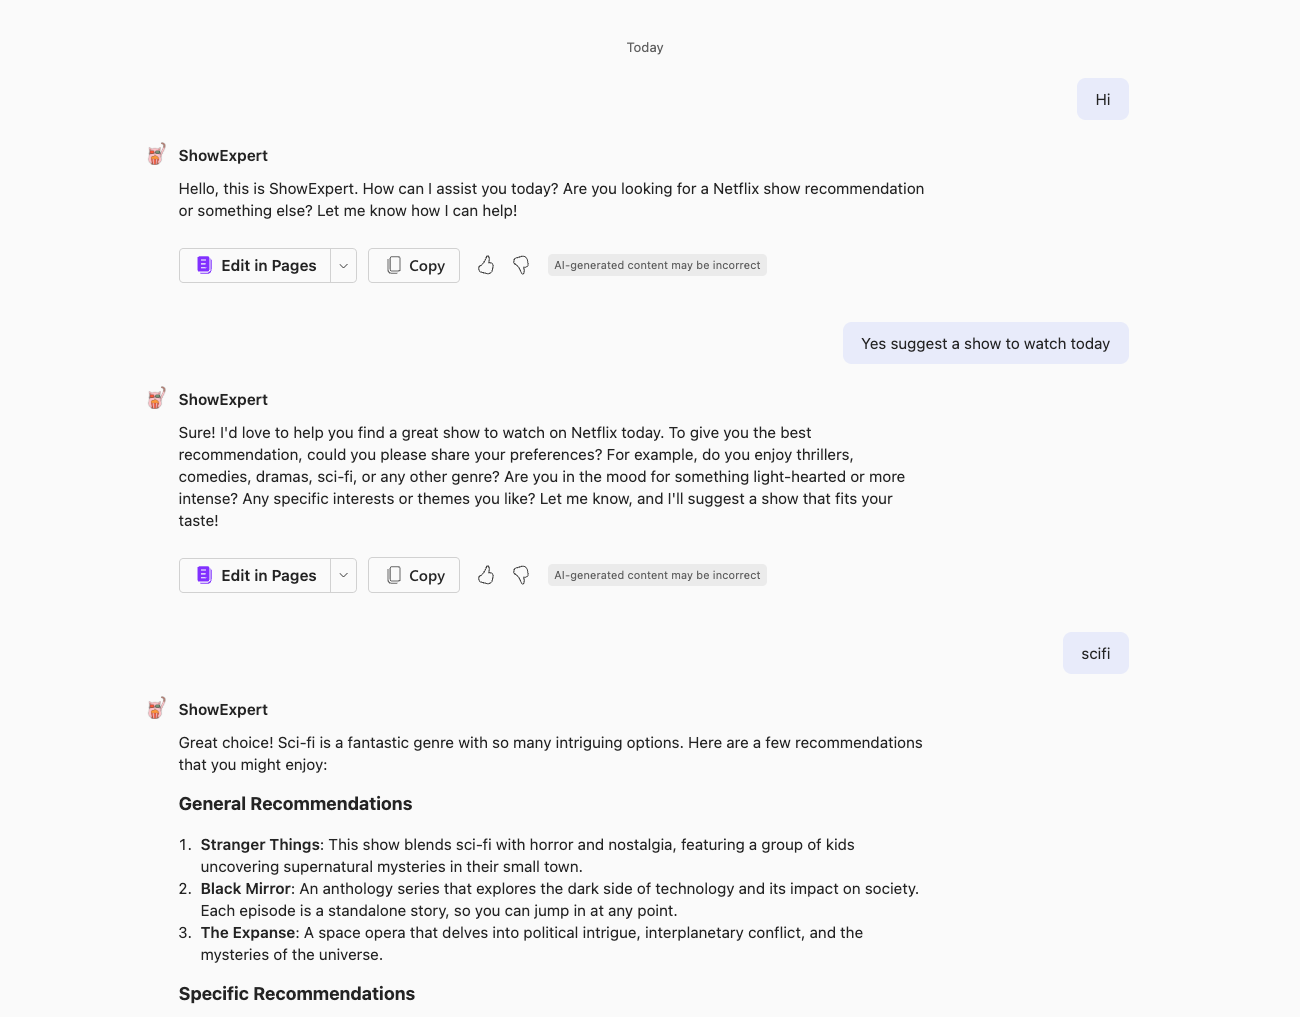 Today
Hi
ShowExpert
Hello, this is ShowExpert. How can I assist you today? Are you looking for a Netflix show recommendation
or something else? Let me know how I can help!
Edit in Pages
Copy
AI-generated content may be incorrect
Yes suggest a show to watch today
ShowExpert
Sure! I'd love to help you find a great show to watch on Netflix today. To give you the best
recommendation, could you please share your preferences? For example, do you enjoy thrillers,
comedies, dramas, sci-fi, or any other genre? Are you in the mood for something light-hearted or more
intense? Any specific interests or themes you like? Let me know, and I'll suggest a show that fits your
taste!
Edit in Pages
Copy
AI-generated content may be incorrect
scifi
ShowExpert
Great choice! Sci-fi is a fantastic genre with so many intriguing options. Here are a few recommendations
that you might enjoy:
General Recommendations
1. Stranger Things: This show blends sci-fi with horror and nostalgia, featuring a group of kids
uncovering supernatural mysteries in their small town.
2. Black Mirror: An anthology series that explores the dark side of technology and its impact on society.
Each episode is a standalone story, so you can jump in at any point.
3. The Expanse: A space opera that delves into political intrigue, interplanetary conflict, and the
mysteries of the universe.
Specific Recommendations